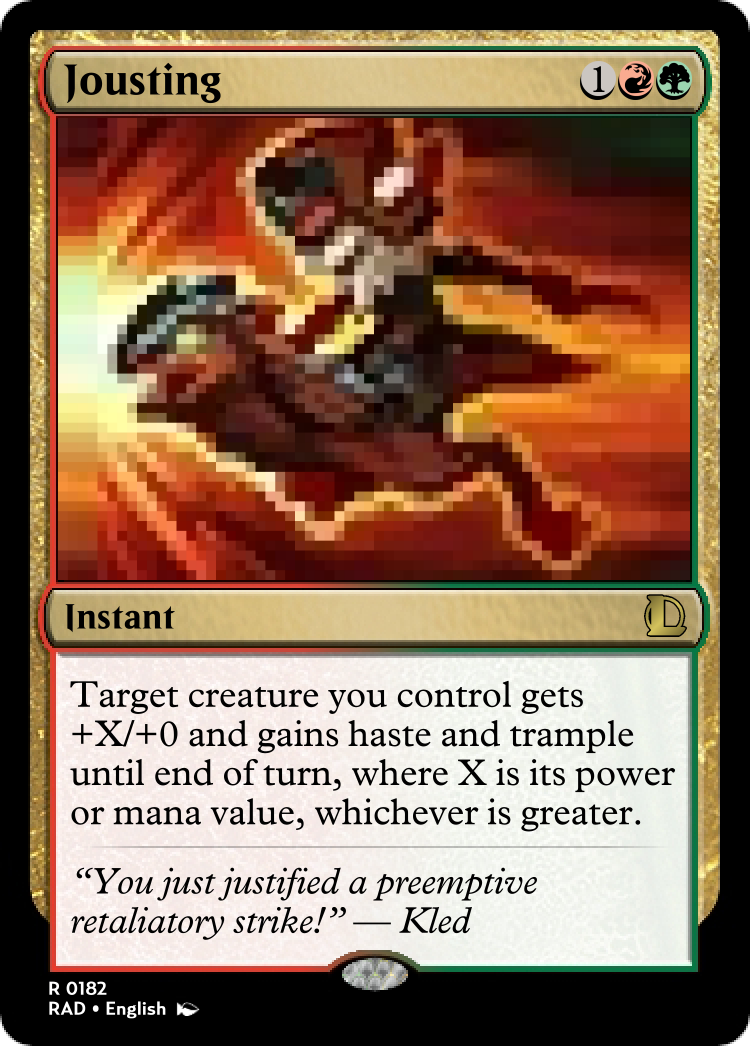 Jousting 1
Instant
Target creature you control gets
+X/+0 and gains haste and trample
until end of turn, where X is its power
or mana value, whichever is greater.
“You just justified a preemptive
retaliatory strike!” — Kled
R 0182
RAD • English